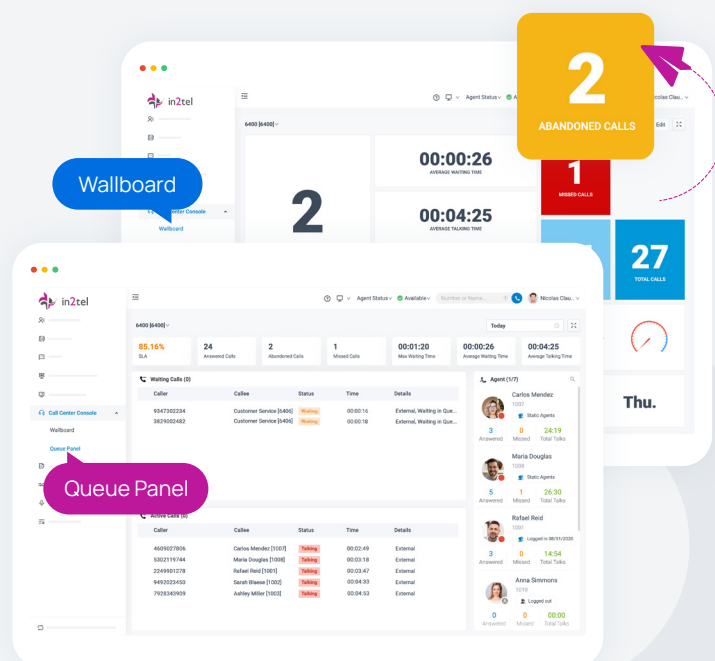 2
ABANDONED CALLS
in2tel
Agent Status
Edit
6400 [6400]
00:00:26
AVERAGE WAITING TIME
1
MISSED CALLS
Wallboard
2
00:04:25
AVERAGE TALKING TIME
Center Console
Wallboard
27
TOTAL CALLS
in2tel
Agent Status
Available
Number or Name...
Nicolas Clau...
6400 [6400]
Today
85.16%
24
2
1
00:01:20
00:00:26
00:04:25
SLA
Answered Calls
Abandoned Calls
Missed Calls
Max Waiting Time
Average Waiting Time
Average Talking Time
Waiting Calls (0)
Caller Callee Status Time Details
9347302234 Customer Service [6406] Waiting 00:00:16 External, Waiting in Que...
3829002482 Customer Service [6406] Waiting 00:00:18 External, Waiting in Que...
Agent (1/7)
Carlos Mendez
1007
Static Agents
3 0 24:19
Answered Missed Total Talks
Maria Douglas
1008
Static Agents
5 1 26:30
Answered Missed Total Talks
Rafael Reid
1001
Logged in 08/31/2020
3 0 14:54
Answered Missed Total Talks
Anna Simmons
1010
Logged out
0 0 00:00
Answered Missed Total Talks
Thu.
Call Center Console
Wallboard
Queue Panel
Queue Panel
Active Calls (0)
Caller Callee Status Time Details
4609027806 Carlos Mendez [1007] Talking 00:02:49 External
5302119744 Maria Douglas [1008] Talking 00:03:18 External
2249901278 Rafael Reid [1001] Talking 00:03:47 External
9492023450 Sarah Blaese [1002] Talking 00:04:33 External
7928343909 Ashley Miller [1003] Talking 00:04:53 External